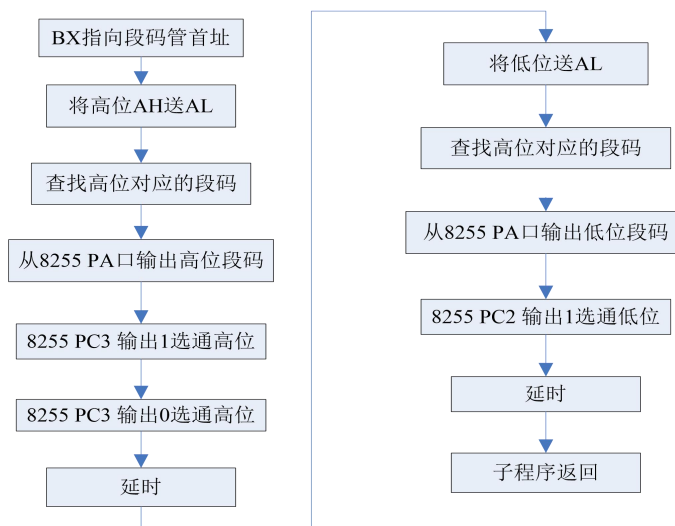 BX指向段码管首址
将高位AH送AL
查找高位对应的段码
从8255 PA口输出高位段码
8255 PC3 输出1选通高位
8255 PC3 输出0选通高位
延时
将低位送AL
查找高位对应的段码
从8255 PA口输出低位段码
8255 PC2 输出1选通低位
延时
子程序返回